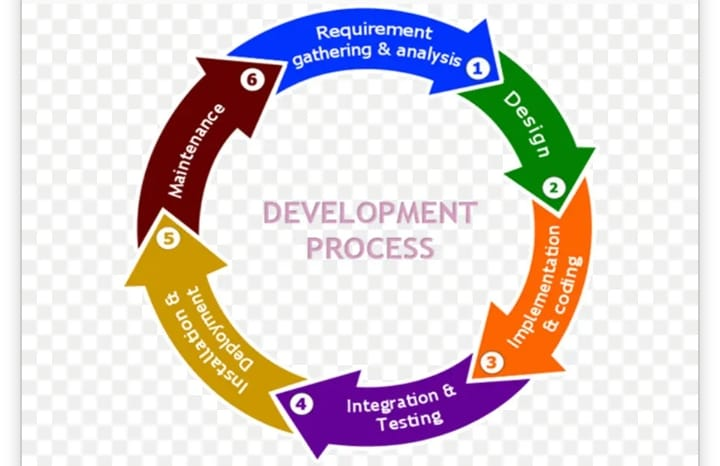 Requirement
gathering & analysis
1
Design
2
Implementation
& coding
3
Integration &
Testing
4
Installation &
Deployment
5
Maintenance
6
DEVELOPMENT
PROCESS